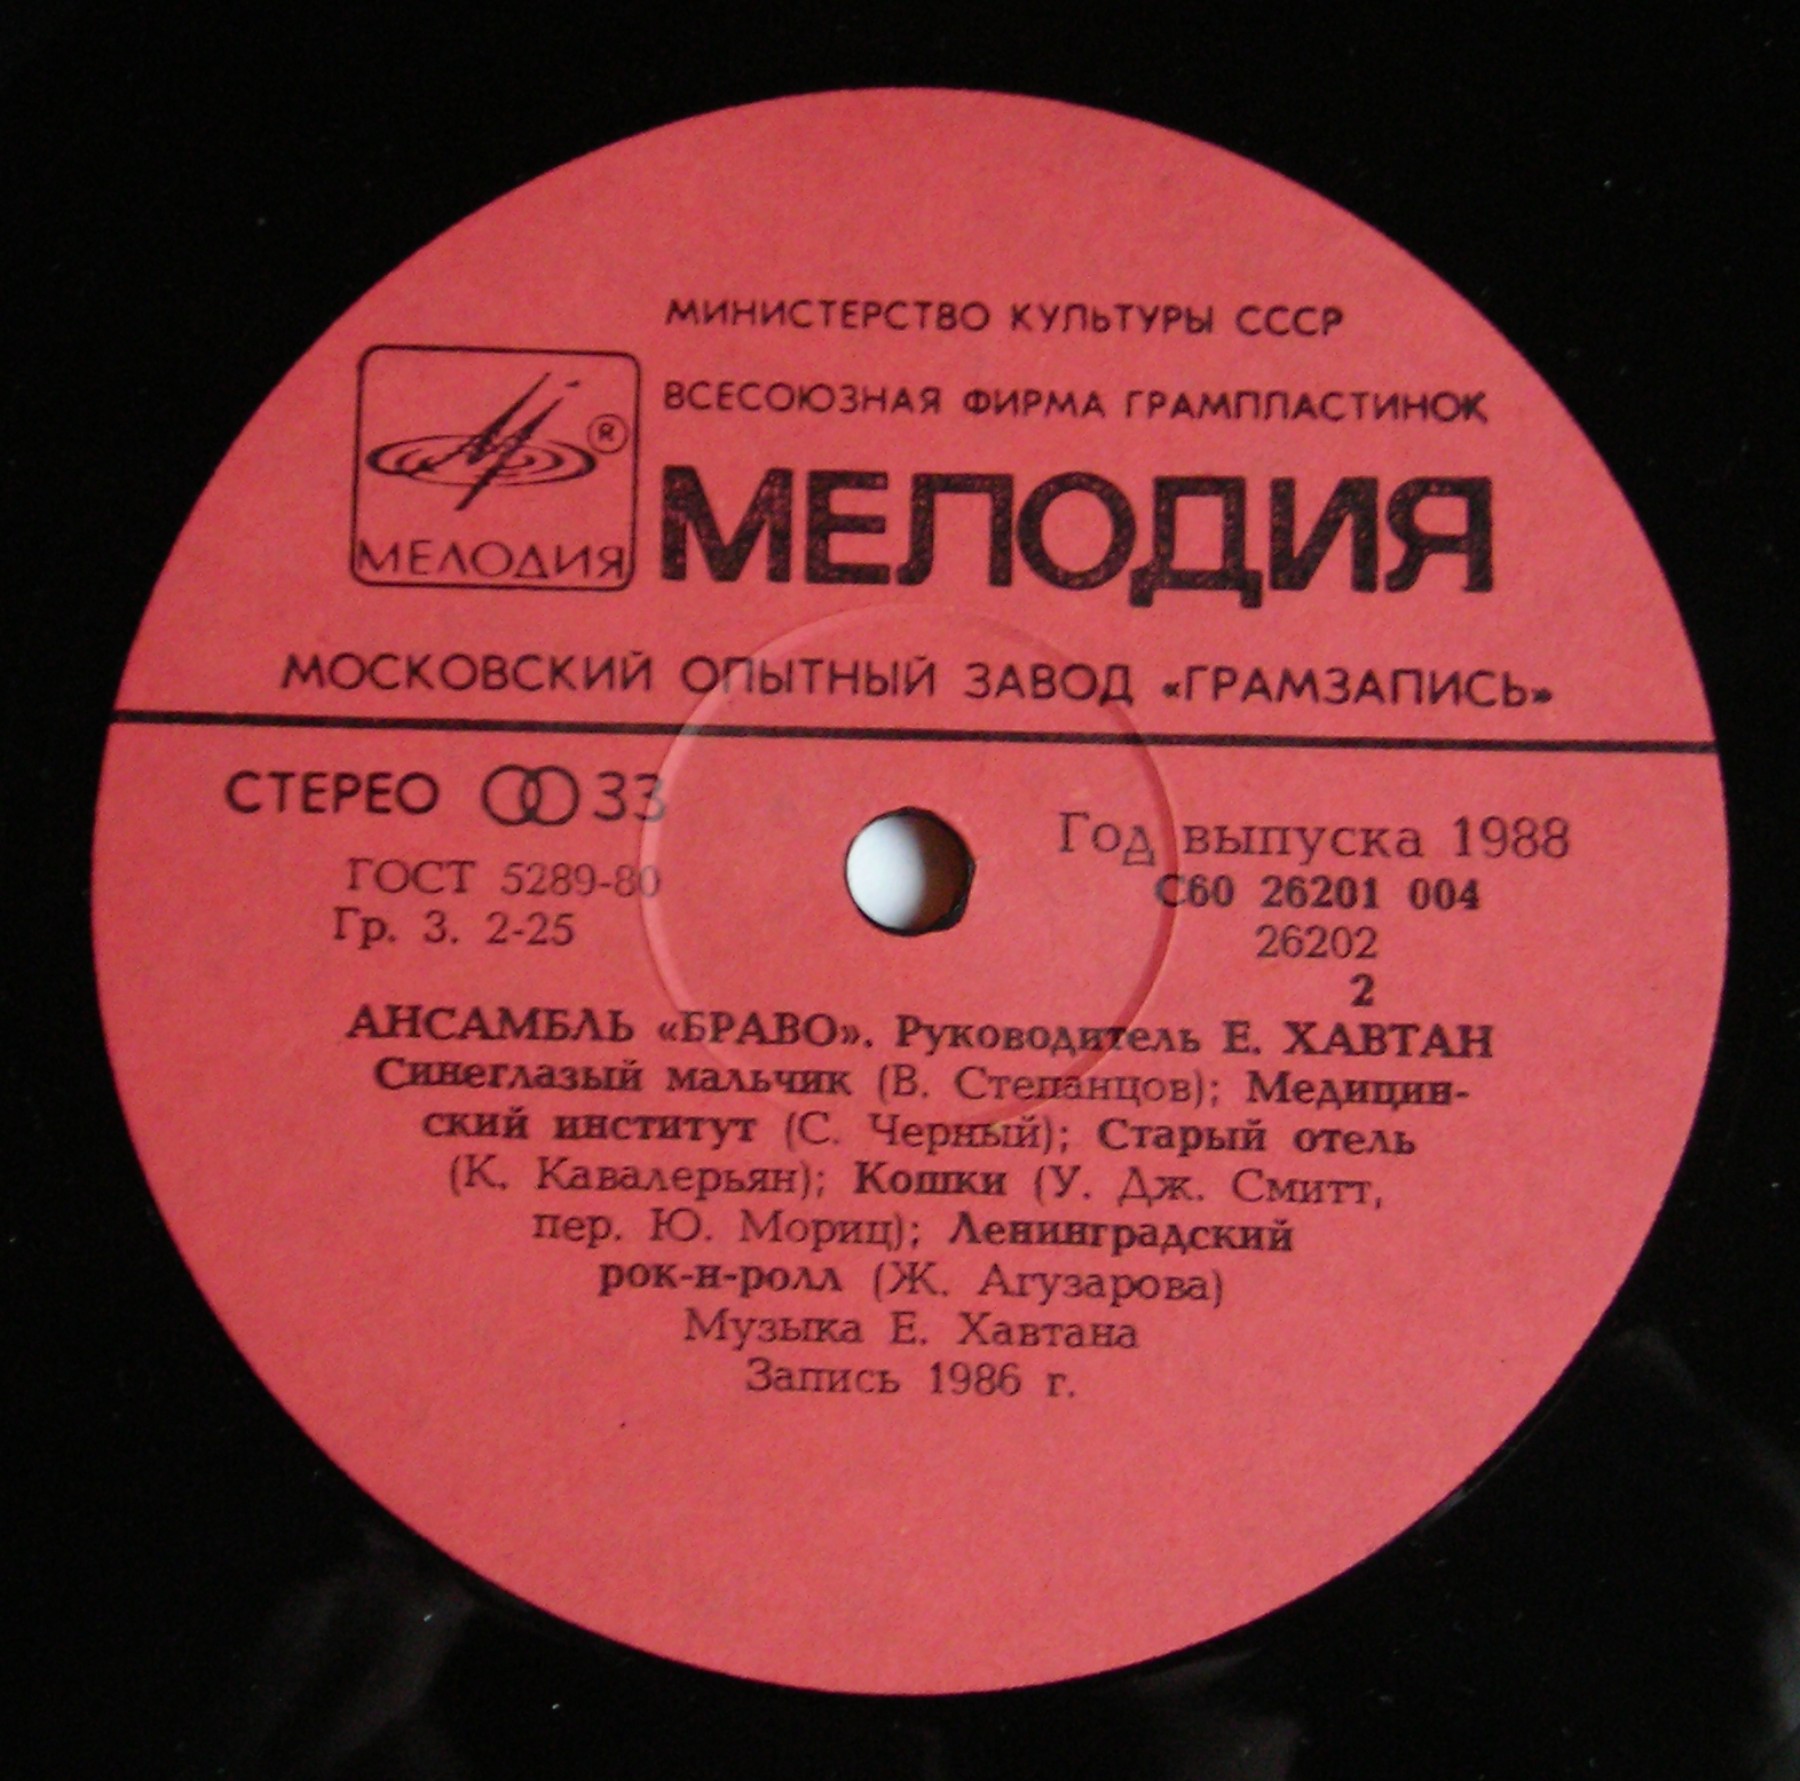 МИНИСТЕРСТВО КУЛЬТУРЫ СССР
ВСЕСОЮЗНАЯ ФИРМА ГРАМПЛАСТИНОК
®
МЕЛОДИЯ
МЕЛОДИЯ
МОСКОВСКИЙ ОПЫТНЫЙ ЗАВОД «ГРАМЗАПИСЬ»
СТЕРЕО 33
ГОСТ 5289-80
Гр. 3. 2-25
Год выпуска 1988
С60 26201 004
26202
2
АНСАМБЛЬ «БРАВО». Руководитель Е. ХАВТАН
Синеглазый мальчик (В. Степанцов); Медицин-
ский институт (С. Черный); Старый отель
(К. Кавалерьян); Кошки (У. Дж. Смитт,
пер. Ю. Мориц); Ленинградский
рок-н-ролл (Ж. Агузарова)
Музыка Е. Хавтана
Запись 1986 г.